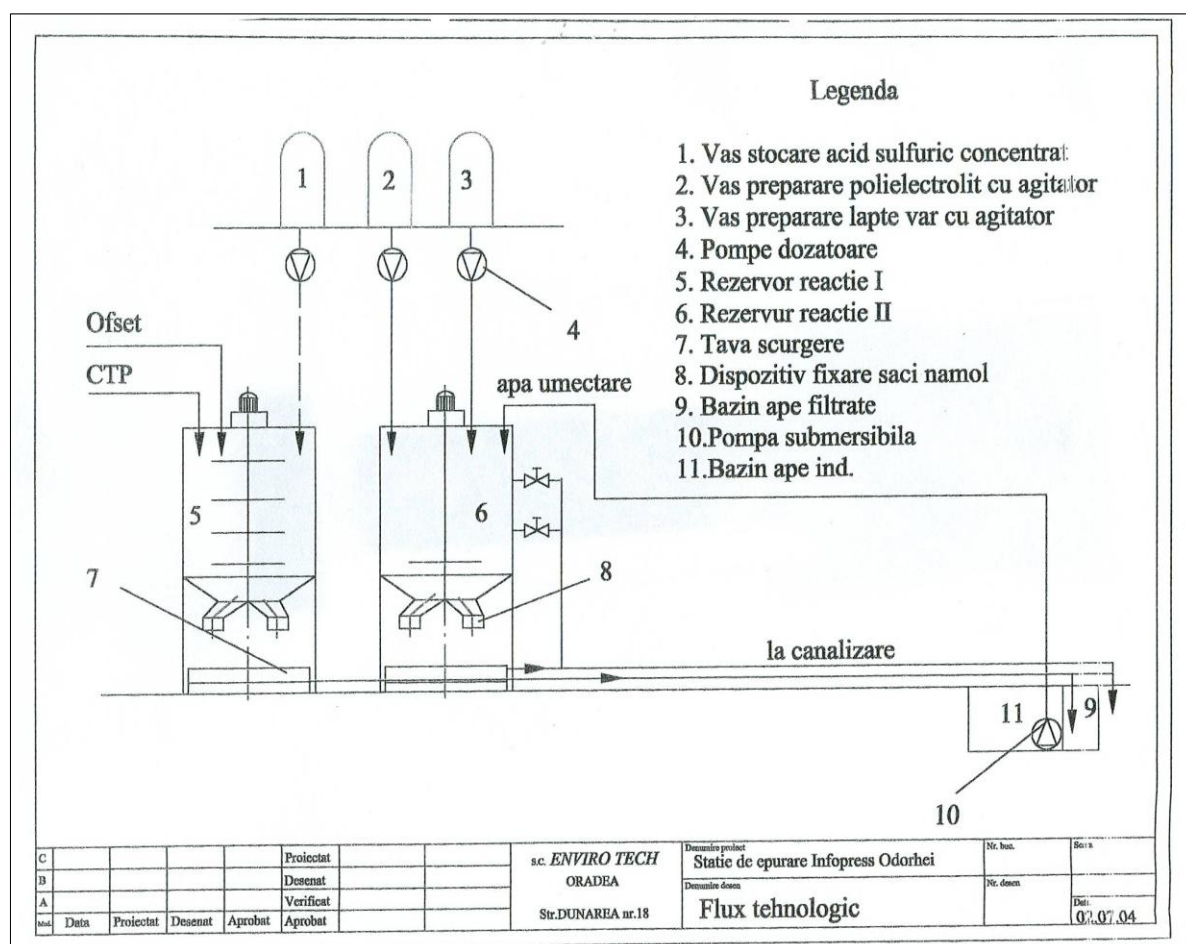 Legenda
1. Vas stocare acid sulfuric concentrat
2. Vas preparare polielectrolit cu agitator
3. Vas preparare lapte var cu agitator
4. Pompe dozatoare
5. Rezervor reactie I
6. Rezervur reactie II
7. Tava scurgere
8. Dispozitiv fixare saci namol
9. Bazin ape filtrate
10.Pompa submersibila
11.Bazin ape ind.
1
2
3
4
Ofset
CTP
apa umectare
5
6
7
8
la canalizare
11
9
10
C
B
A
Mod.
Data
Proiectat
Desenat
Aprobat
Proiectat
Desenat
Verificat
Aprobat
s.c. ENVIRO TECH
ORADEA
Str.DUNAREA nr.18
Denumire proiect
Statie de epurare Infopress Odorhei
Denumire desen
Flux tehnologic
Nr. buc.
Nr. desen
Scara
Data
02.07.04